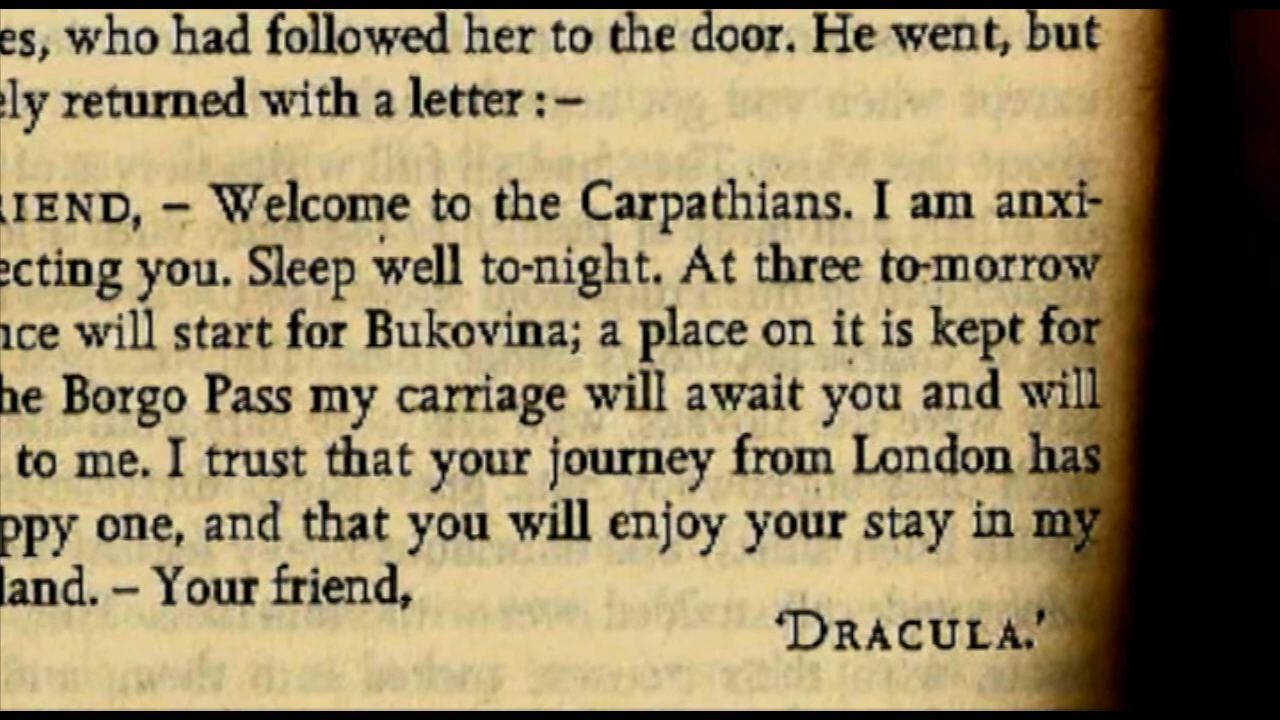 es, who had followed her to the door. He went, but
ely returned with a letter :–
RIEND, – Welcome to the Carpathians. I am anxi-
ecting you. Sleep well to-night. At three to-morrow
nce will start for Bukovina; a place on it is kept for
he Borgo Pass my carriage will await you and will
to me. I trust that your journey from London has
ppy one, and that you will enjoy your stay in my
land. – Your friend,
‘DRACULA.’